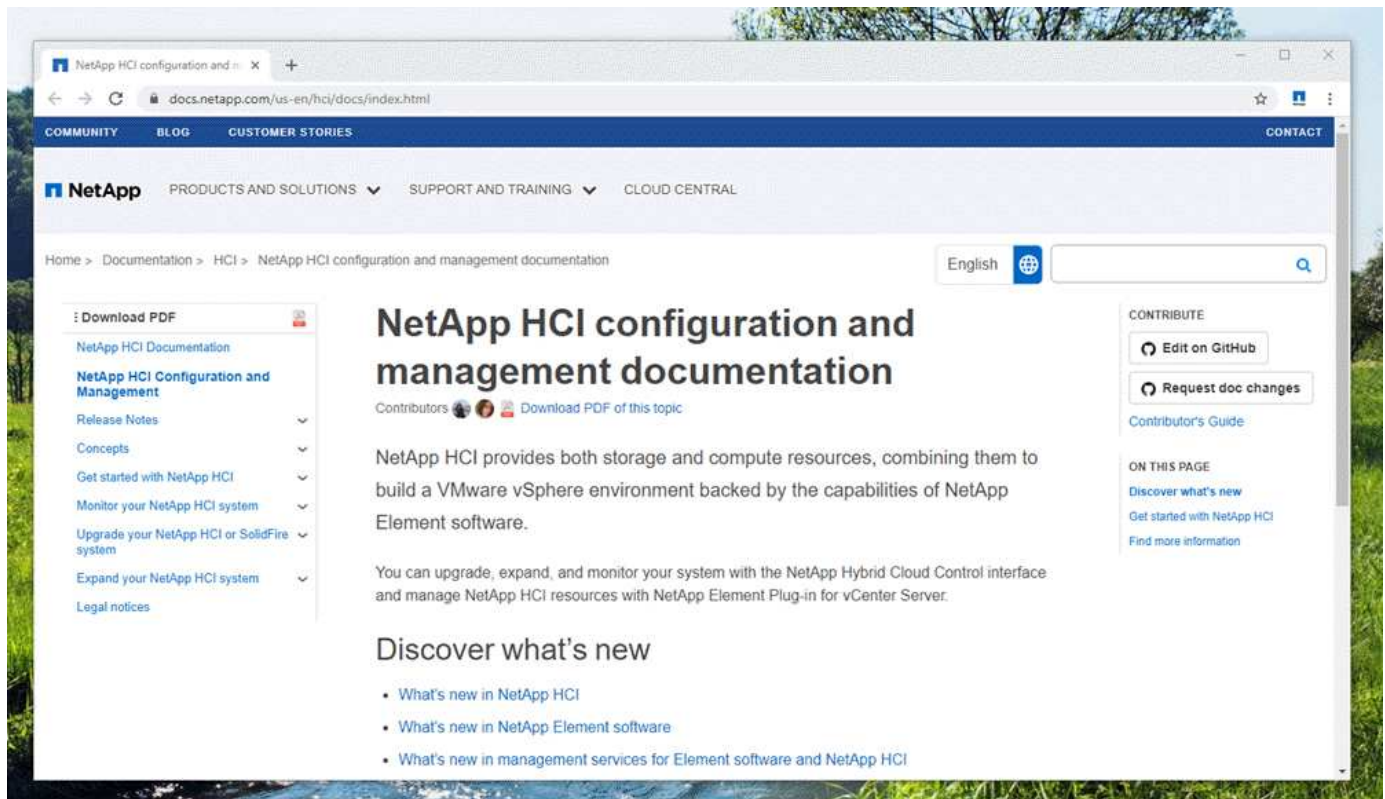 NetApp HCI configuration and m
docs.netapp.com/us-en/hci/docs/index.html
COMMUNITY BLOG CUSTOMER STORIES CONTACT
NetApp PRODUCTS AND SOLUTIONS SUPPORT AND TRAINING CLOUD CENTRAL
Home > Documentation > HCI > NetApp HCI configuration and management documentation
English
Download PDF
NetApp HCI Documentation
NetApp HCI Configuration and
Management
Release Notes
Concepts
Get started with NetApp HCI
Monitor your NetApp HCI system
Upgrade your NetApp HCI or SolidFire
system
Expand your NetApp HCI system
Legal notices
NetApp HCI configuration and
management documentation
Contributors Download PDF of this topic
NetApp HCI provides both storage and compute resources, combining them to
build a VMware vSphere environment backed by the capabilities of NetApp
Element software.
You can upgrade, expand, and monitor your system with the NetApp Hybrid Cloud Control interface
and manage NetApp HCI resources with NetApp Element Plug-in for vCenter Server.
Discover what's new
• What's new in NetApp HCI
• What's new in NetApp Element software
• What's new in management services for Element software and NetApp HCI
CONTRIBUTE
Edit on GitHub
Request doc changes
Contributor's Guide
ON THIS PAGE
Discover what's new
Get started with NetApp HCI
Find more information